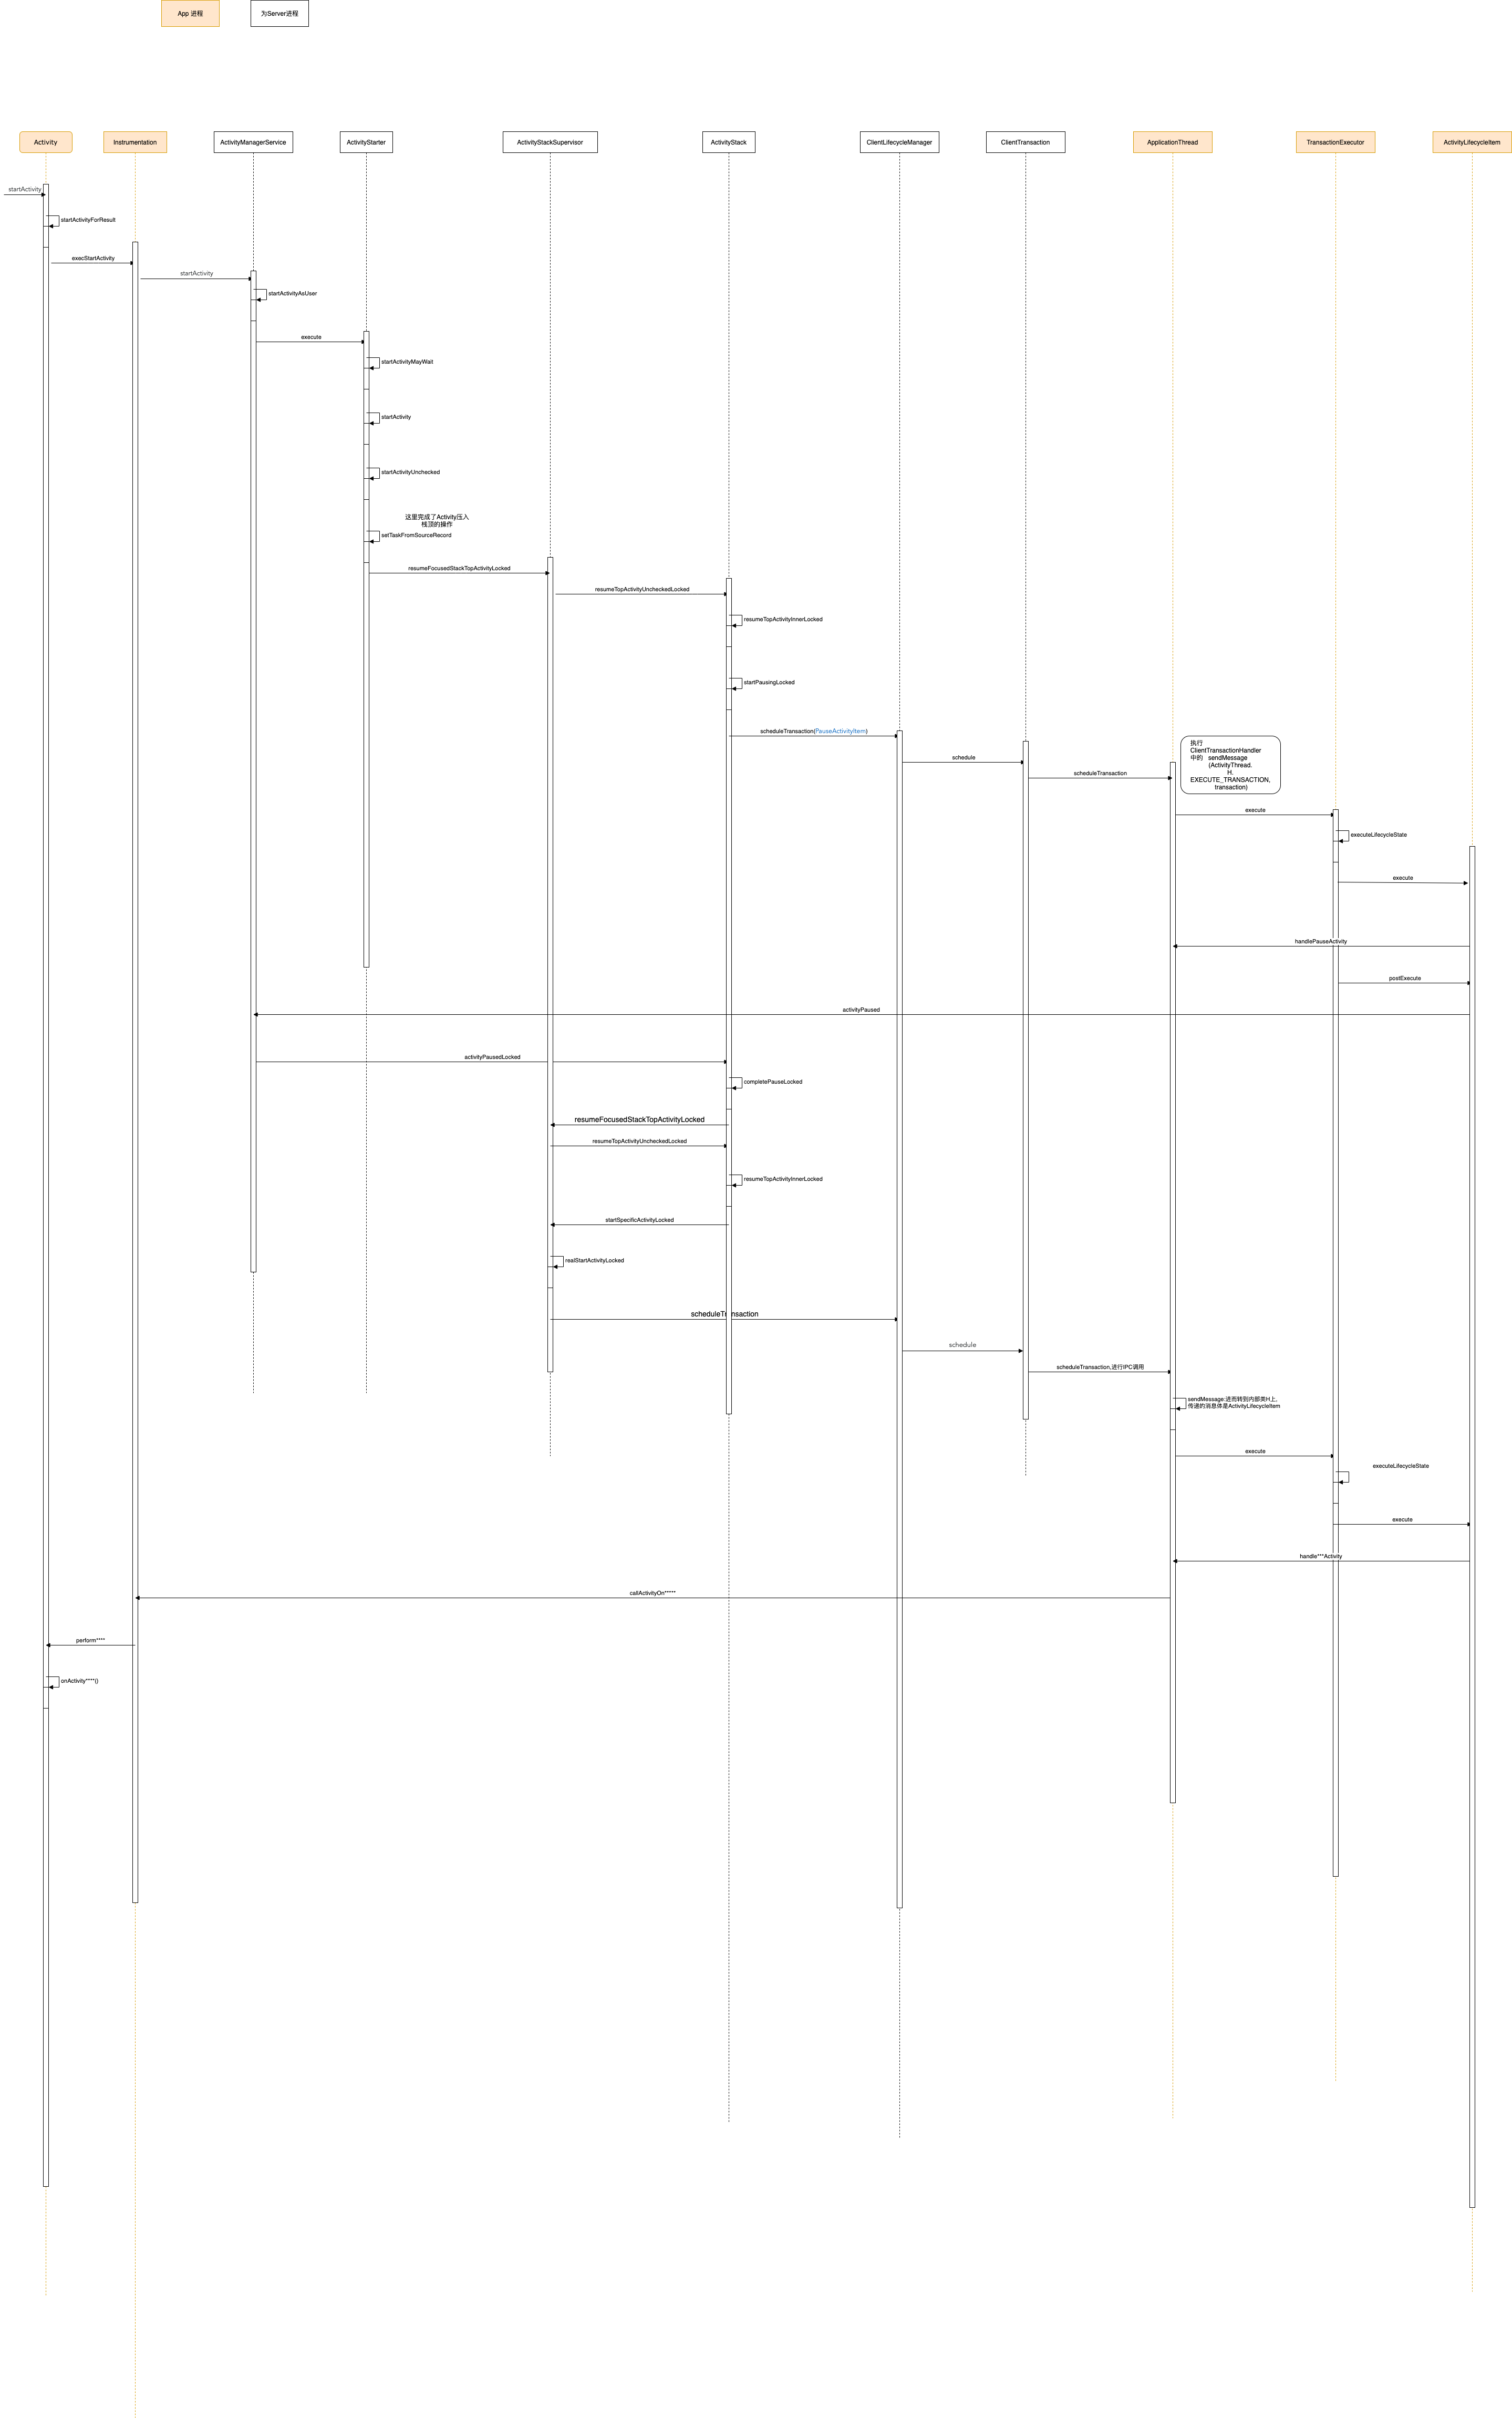 App 进程
为Server进程
Activity
Instrumentation
ActivityManagerService
ActivityStarter
ActivityStackSupervisor
ActivityStack
ClientLifecycleManager
ClientTransaction
ApplicationThread
TransactionExecutor
ActivityLifecycleItem
startActivity
startActivityForResult
execStartActivity
startActivity
startActivityAsUser
execute
startActivityMayWait
startActivity
startActivityUnchecked
这里完成了Activity压入
栈顶的操作
setTaskFromSourceRecord
resumeFocusedStackTopActivityLocked
resumeTopActivityUncheckedLocked
resumeTopActivityInnerLocked
startPausingLocked
scheduleTransaction(PauseActivityItem)
schedule
scheduleTransaction
执行
ClientTransactionHandler
中的 sendMessage
(ActivityThread.
H.
EXECUTE_TRANSACTION,
transaction)
execute
executeLifecycleState
execute
handlePauseActivity
postExecute
activityPaused
activityPausedLocked
completePauseLocked
resumeFocusedStackTopActivityLocked
resumeTopActivityUncheckedLocked
resumeTopActivityInnerLocked
startSpecificActivityLocked
realStartActivityLocked
scheduleTransaction
schedule
scheduleTransaction,进行IPC调用
sendMessage:进而转到内部类H上,
传递的消息体是ActivityLifecycleItem
execute
executeLifecycleState
execute
handle***Activity
callActivityOn*****
perform****
onActivity****()